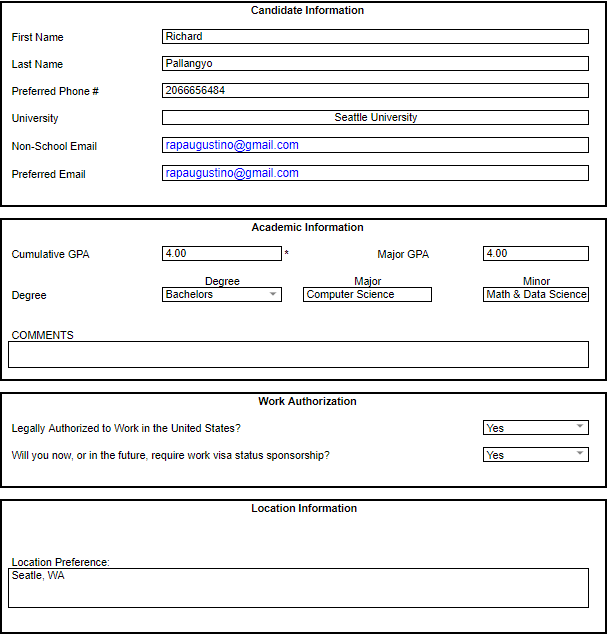 Candidate Information
First Name Richard
Last Name Pallangyo
Preferred Phone # 2066656484
University Seattle University
Non-School Email rapaugustino@gmail.com
Preferred Email rapaugustino@gmail.com
Academic Information
Cumulative GPA 4.00 * Major GPA 4.00
Degree Major Minor
Degree Bachelors Computer Science Math & Data Science
COMMENTS
Work Authorization
Legally Authorized to Work in the United States? Yes
Will you now, or in the future, require work visa status sponsorship? Yes
Location Information
Location Preference:
Seatle, WA